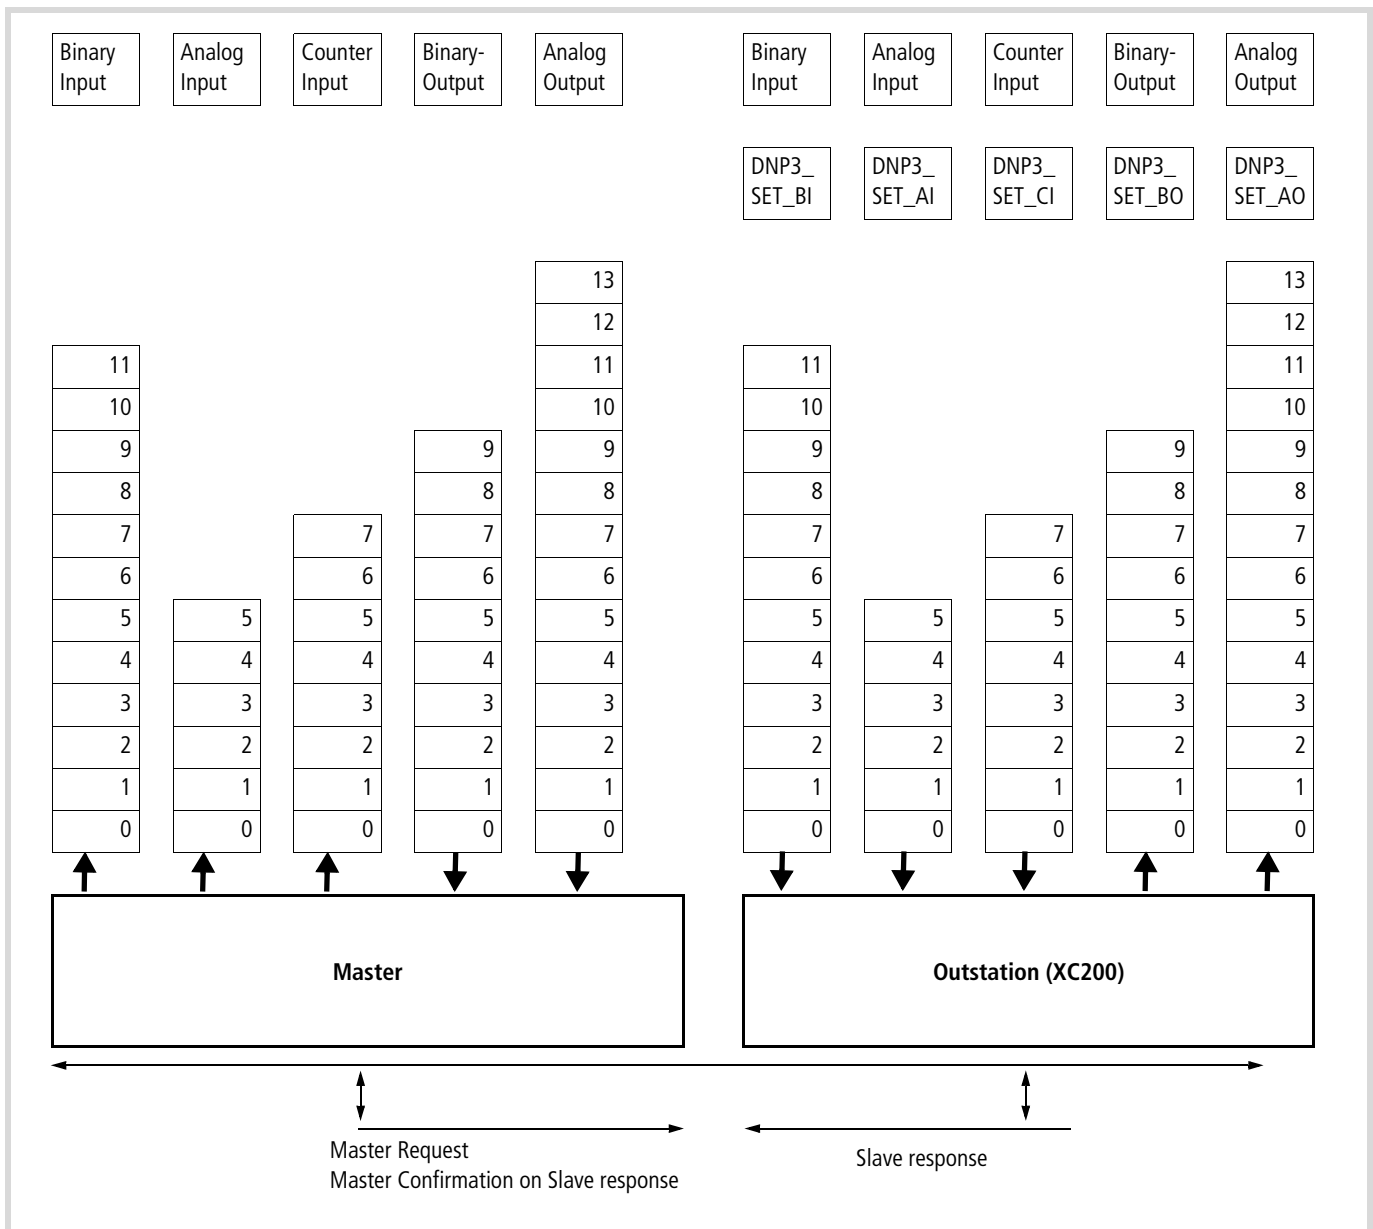 Binary Input
Analog Input
Counter Input
Binary- Output
Analog Output
Binary Input
Analog Input
Counter Input
Binary- Output
Analog Output
DNP3_ SET_BI
DNP3_ SET_AI
DNP3_ SET_CI
DNP3_ SET_BO
DNP3_ SET_AO
13 13
12 12
11 11 11 11
10 10 10 10
9 9 9 9 9 9
8 8 8 8 8 8
7 7 7 7 7 7 7 7
6 6 6 6 6 6 6 6
5 5 5 5 5 5 5 5 5 5
4 4 4 4 4 4 4 4 4 4
3 3 3 3 3 3 3 3 3 3
2 2 2 2 2 2 2 2 2 2
1 1 1 1 1 1 1 1 1 1
0 0 0 0 0 0 0 0 0 0
Master
Outstation (XC200)
Master Request
Master Confirmation on Slave response
Slave response